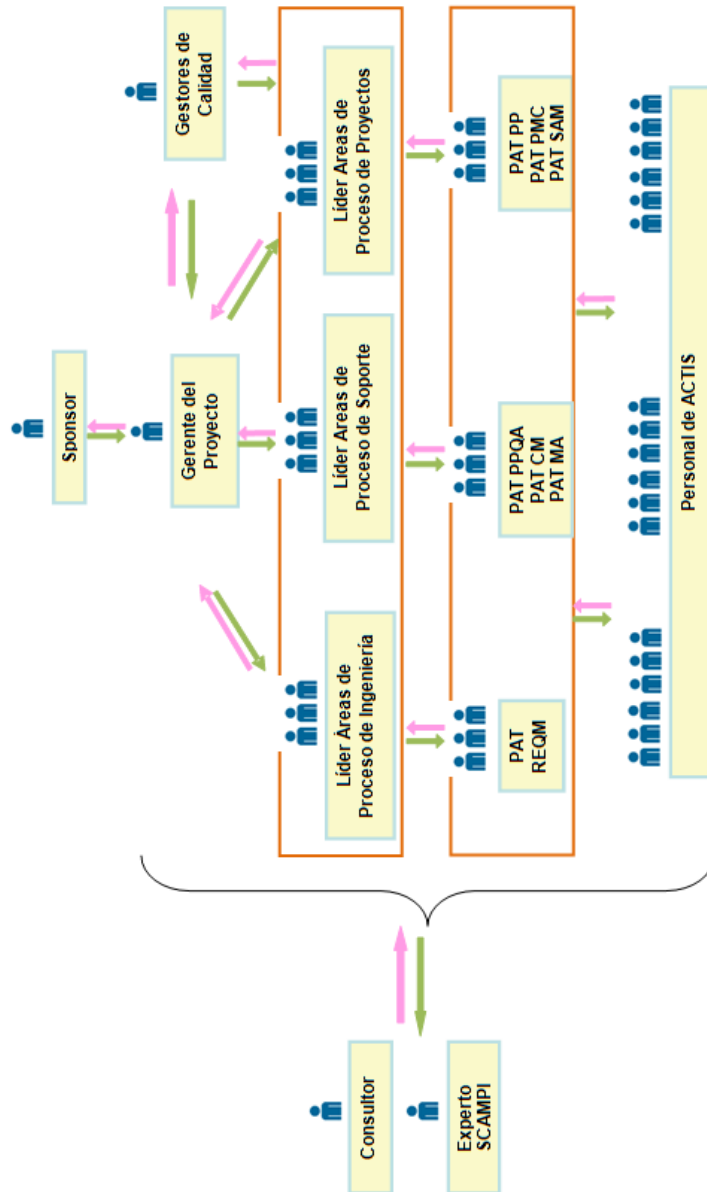 Sponsor
Gerente del
Proyecto
Gestores de
Calidad
Consultor
Experto
SCAMPI
Líder Áreas de
Proceso de Ingeniería
Líder Areas de
Proceso de Soporte
Líder Areas de
Proceso de Proyectos
PAT
REQM
PAT PPQA
PAT CM
PAT MA
PAT PP
PAT PMC
PAT SAM
Personal de ACTIS